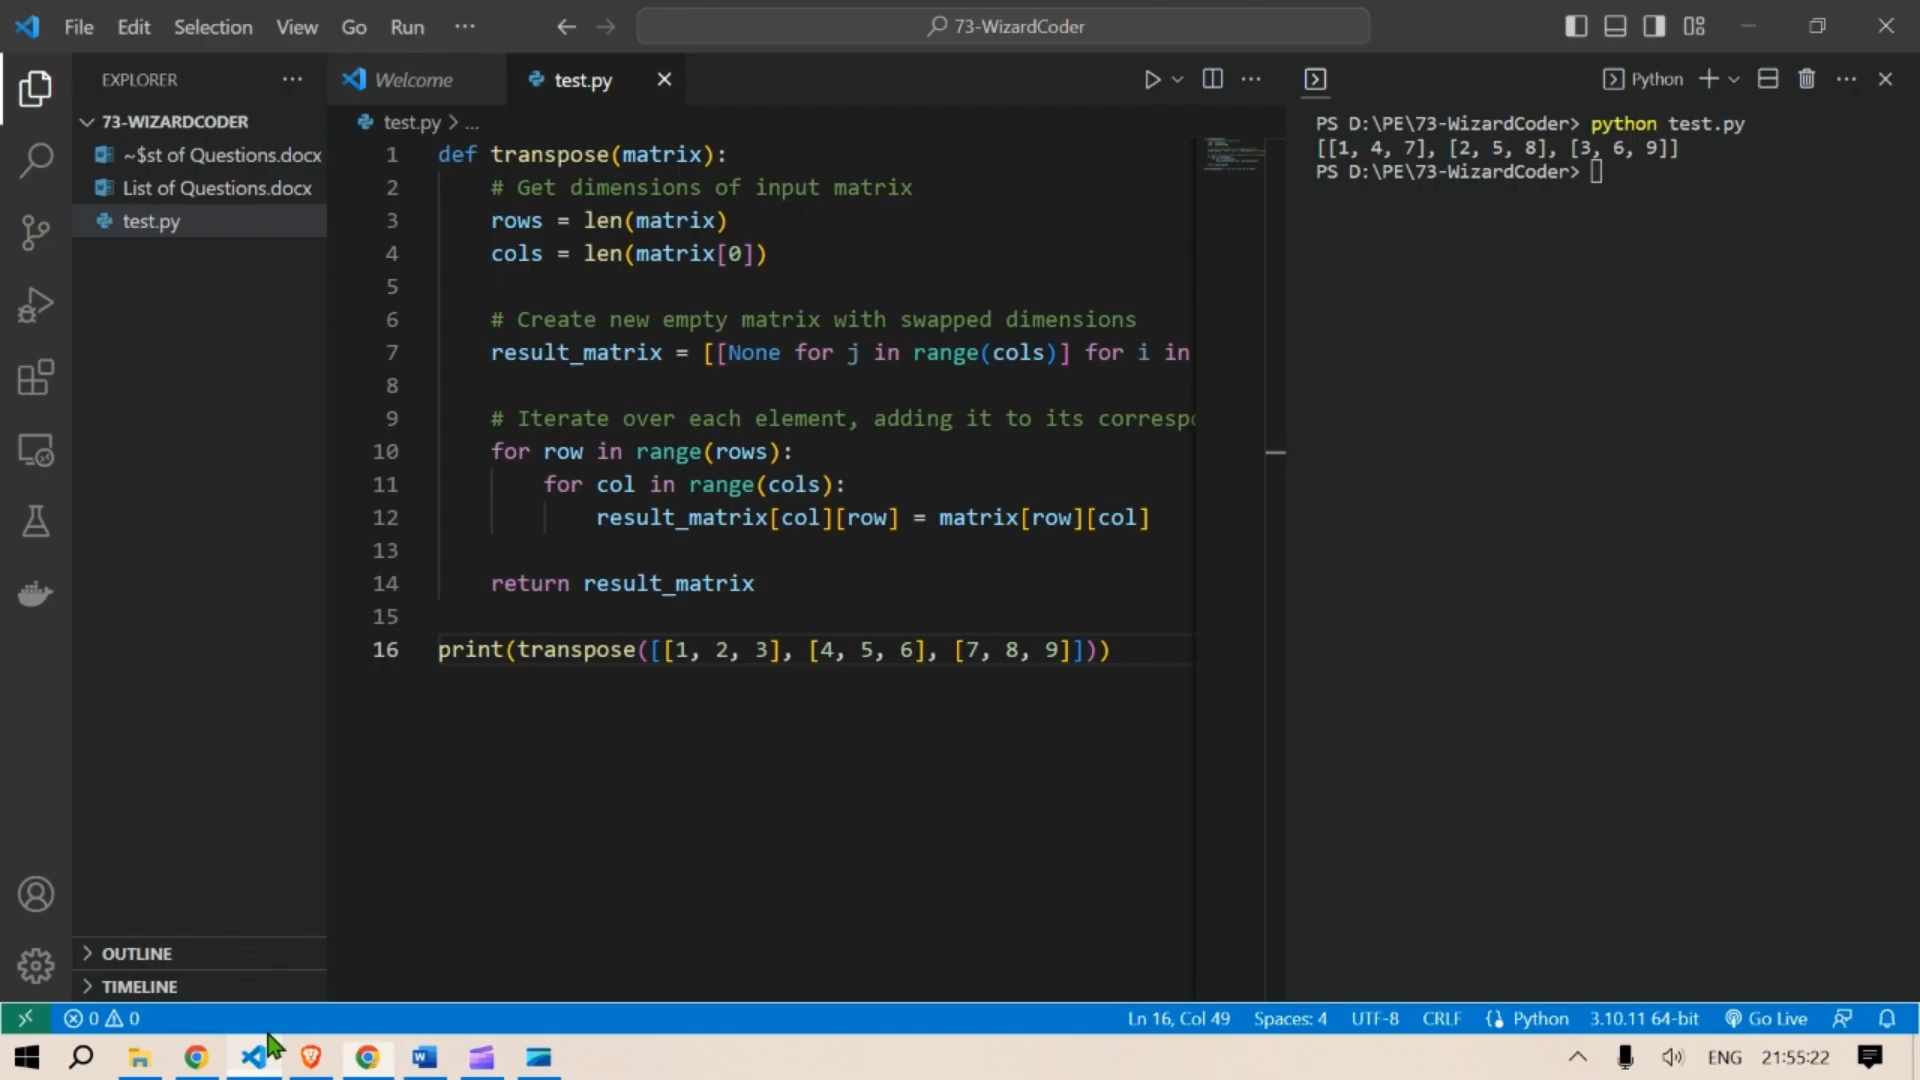 File Edit Selection View Go Run ... 73-WizardCoder
EXPLORER ...
73-WIZARDCODER
~$st of Questions.docx
List of Questions.docx
test.py
OUTLINE
TIMELINE
Welcome test.py
test.py > ...
1 def transpose(matrix):
2 # Get dimensions of input matrix
3 rows = len(matrix)
4 cols = len(matrix[0])
5
6 # Create new empty matrix with swapped dimensions
7 result_matrix = [[None for j in range(cols)] for i in
8
9 # Iterate over each element, adding it to its correspo
10 for row in range(rows):
11 for col in range(cols):
12 result_matrix[col][row] = matrix[row][col]
13
14 return result_matrix
15
16 print(transpose([[1, 2, 3], [4, 5, 6], [7, 8, 9]]))
Python
PS D:\PE\73-WizardCoder> python test.py
[[1, 4, 7], [2, 5, 8], [3, 6, 9]]
PS D:\PE\73-WizardCoder>
0 0 Ln 16, Col 49 Spaces: 4 UTF-8 CRLF Python 3.10.11 64-bit Go Live
ENG 21:55:22